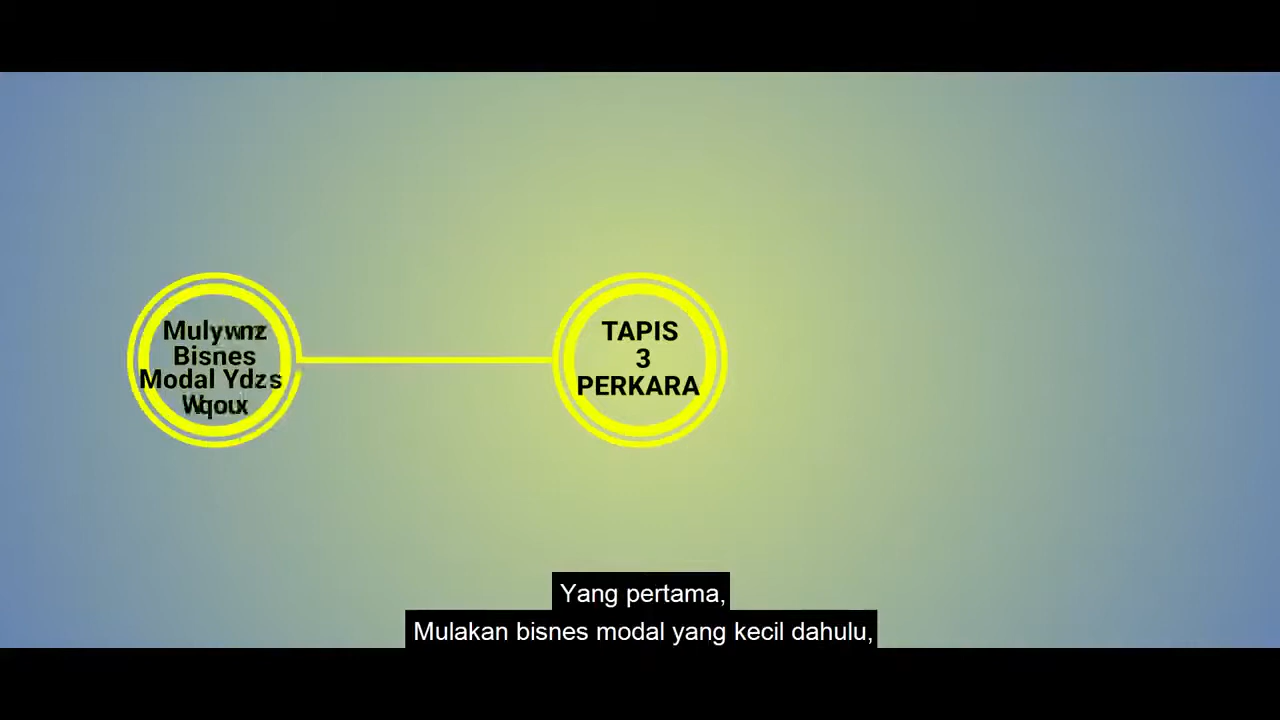 Bisnes
Modal
TAPIS
3
PERKARA
Yang pertama,
Mulakan bisnes modal yang kecil dahulu,